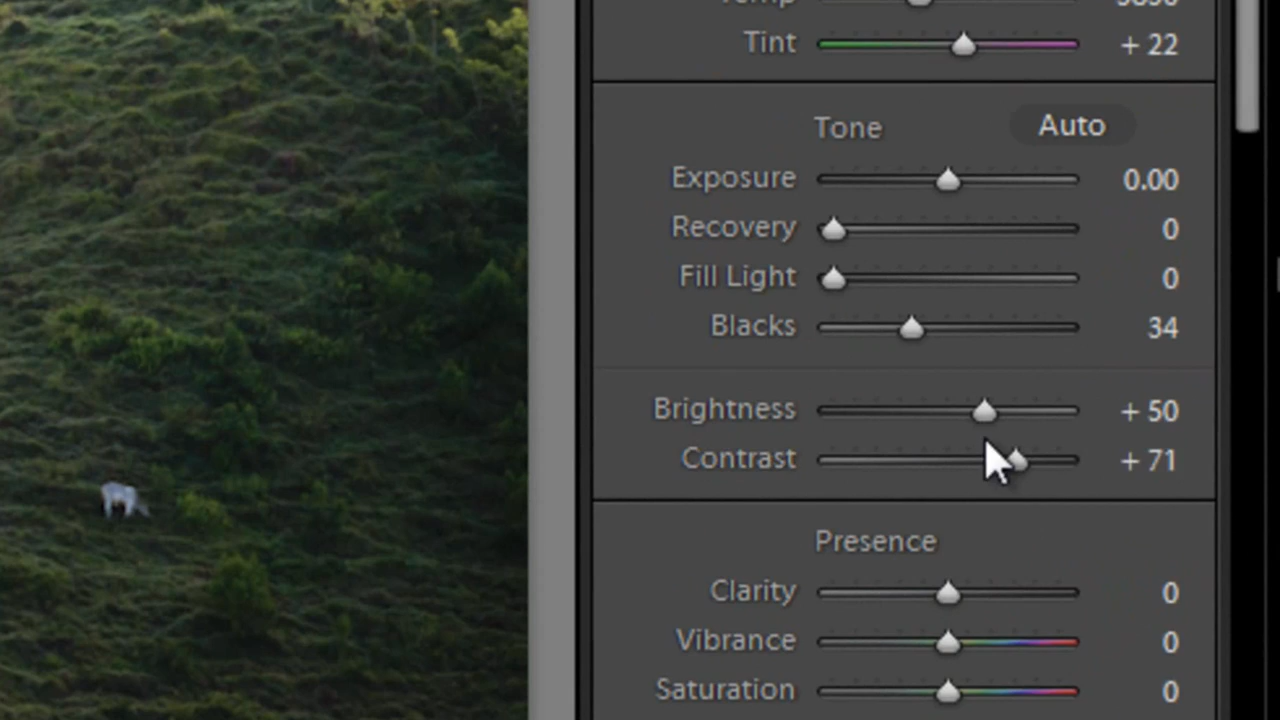 Tint + 22
Tone Auto
Exposure 0.00
Recovery 0
Fill Light 0
Blacks 34
Brightness + 50
Contrast + 71
Presence
Clarity 0
Vibrance 0
Saturation 0